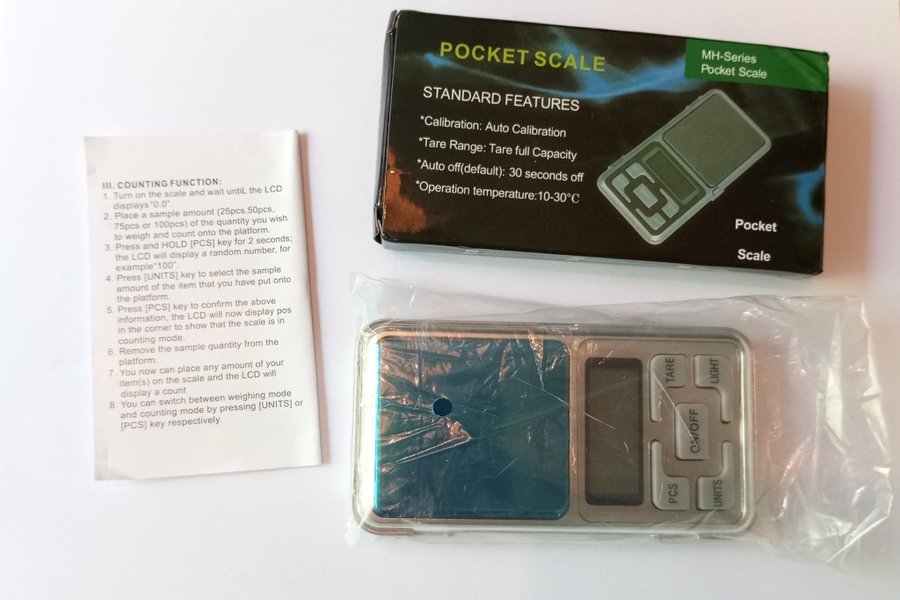 III. COUNTING FUNCTION:
1. Turn on the scale and wait untiL the LCD
displays"0.0".
2. Place a sample amount (25pcs,50pcs,
75pcs or 100pcs) of the quantity you wish
to weigh and count onto the platform.
3. Press and HOLD [PCS] key for 2 seconds;
the LCD will display a random number, for
example"100".
4. Press [UNITS] key to select the sample
amount of the item that you have put onto
the platform.
5. Press [PCS] key to confirm the above
information, the LCD will now display pos
in the corner to show that the scale is in
counting mode.
6. Remove the sample quantity from the
platform.
7. You now can place any amount of your
item(s) on the scale and the LCD will
display a count
8. You can switch between weighing mode
and counting mode by pressing [UNITS] or
[PCS] key respectively.
POCKET SCALE
MH-Series
Pocket Scale
STANDARD FEATURES
*Calibration: Auto Calibration
*Tare Range: Tare full Capacity
*Auto off(default): 30 seconds off
*Operation temperature:10-30℃
Pocket
Scale
TARE
LIGHT
ON/OFF
PCS
UNITS